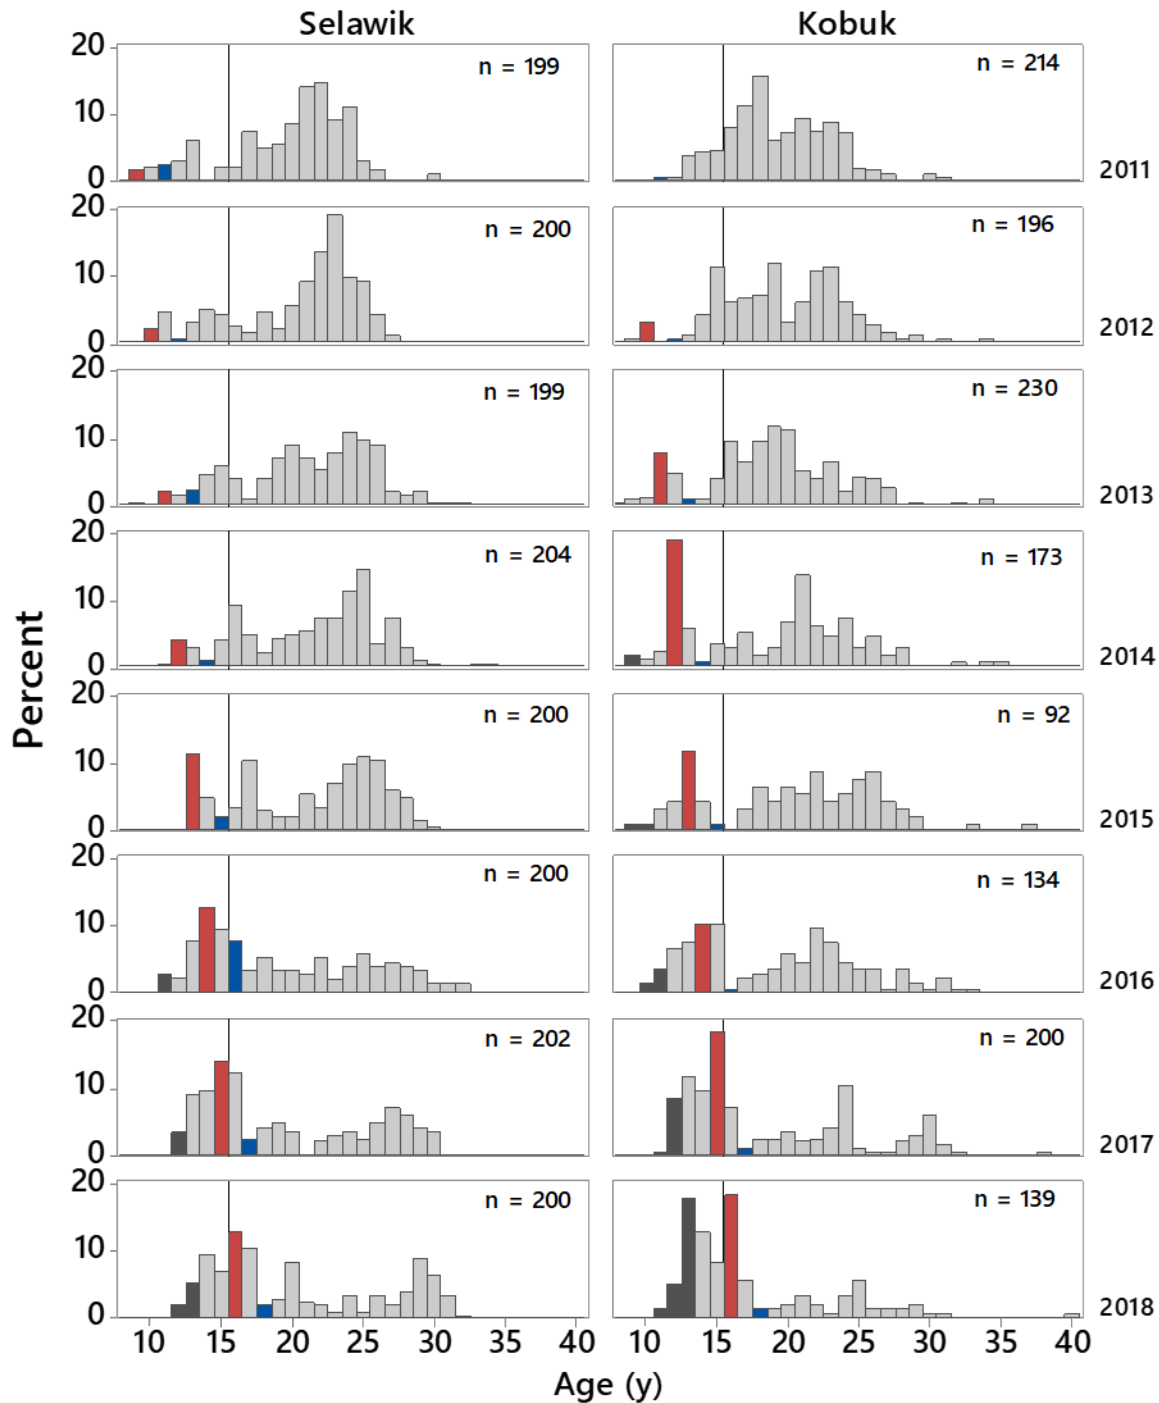 Selawik Kobuk
20
10
0
n = 199
n = 214
2011
20
10
0
n = 200
n = 196
2012
20
10
0
n = 199
n = 230
2013
20
10
0
n = 204
n = 173
2014
20
10
0
n = 200
n = 92
2015
20
10
0
n = 200
n = 134
2016
20
10
0
n = 202
n = 200
2017
20
10
0
n = 200
n = 139
2018
Percent
10 15 20 25 30 35 40 10 15 20 25 30 35 40
Age (y)